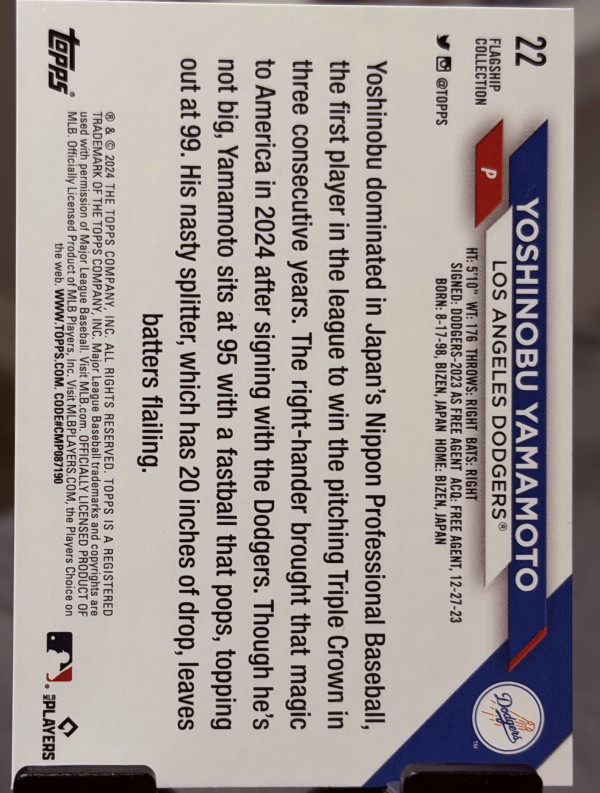 22
FLAGSHIP
COLLECTION
@TOPPS
P
YOSHINOBU YAMAMOTO
LOS ANGELES DODGERS®
HT: 5'10" WT: 176 THROWS: RIGHT BATS: RIGHT
SIGNED: DODGERS-2023 AS FREE AGENT ACQ: FREE AGENT, 12-27-23
BORN: 8-17-98, BIZEN, JAPAN HOME: BIZEN, JAPAN
Dodgers
TM
Yoshinobu dominated in Japan's Nippon Professional Baseball,
the first player in the league to win the pitching Triple Crown in
three consecutive years. The right-hander brought that magic
to America in 2024 after signing with the Dodgers. Though he's
not big, Yamamoto sits at 95 with a fastball that pops, topping
out at 99. His nasty splitter, which has 20 inches of drop, leaves
batters flailing.
topps®
® & © 2024 THE TOPPS COMPANY, INC. ALL RIGHTS RESERVED. TOPPS IS A REGISTERED
TRADEMARK OF THE TOPPS COMPANY, INC. Major League Baseball trademarks and copyrights are
used with permission of Major League Baseball. Visit MLB.com. OFFICIALLY LICENSED PRODUCT OF
MLB. Officially Licensed Product of MLB Players, Inc. Visit MLBPLAYERS.COM, the Players Choice on
the web. WWW.TOPPS.COM. CODE#CMP087190
®
MLB PLAYERS